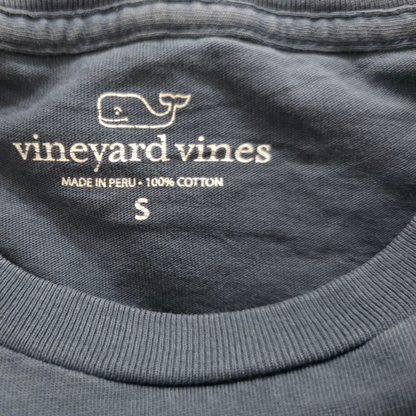 vineyard vines
MADE IN PERU - 100% COTTON
S